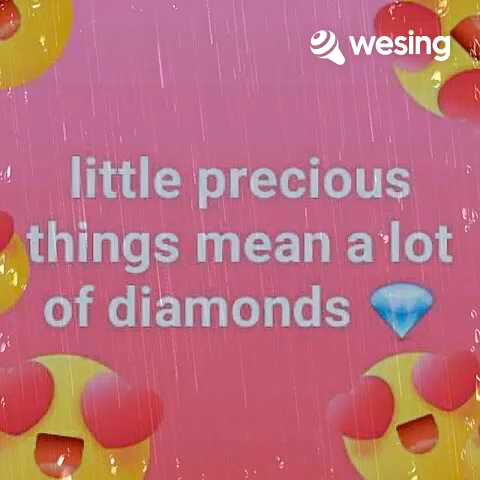 wesing
little precious
things mean a lot
of diamonds 💎